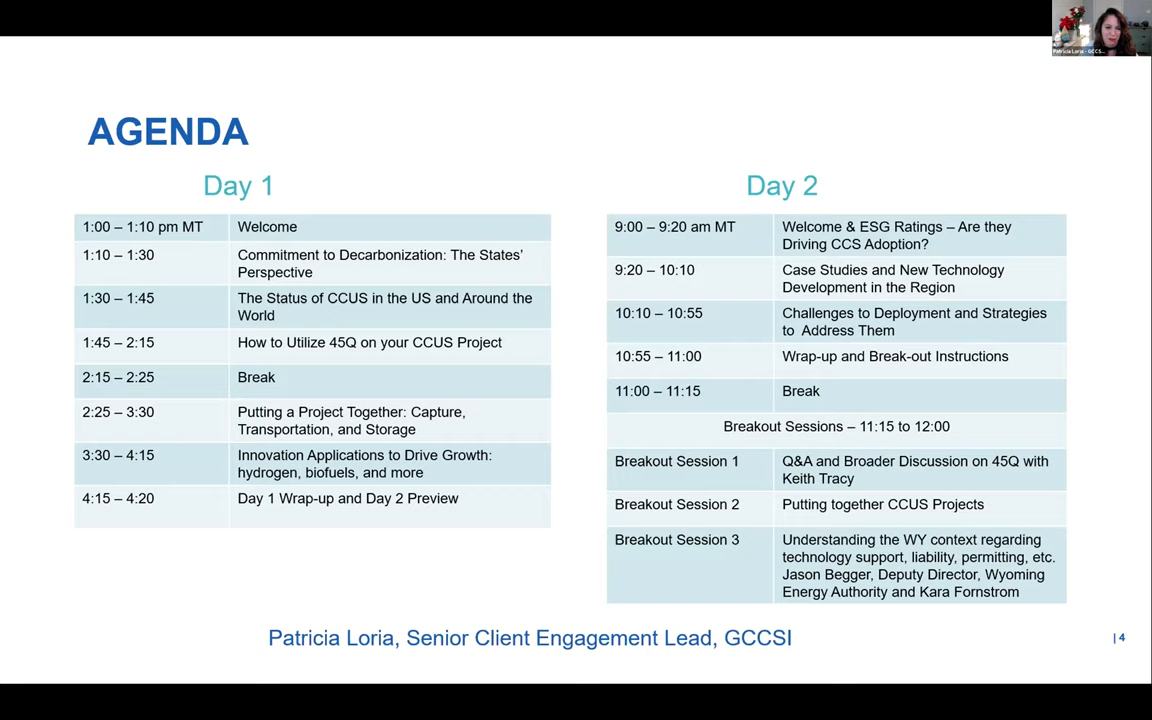 Patricia Loria - GCCS...
AGENDA
Day 1
1:00 – 1:10 pm MT Welcome
1:10 – 1:30 Commitment to Decarbonization: The States'
Perspective
1:30 – 1:45 The Status of CCUS in the US and Around the
World
1:45 – 2:15 How to Utilize 45Q on your CCUS Project
2:15 – 2:25 Break
2:25 – 3:30 Putting a Project Together: Capture,
Transportation, and Storage
3:30 – 4:15 Innovation Applications to Drive Growth:
hydrogen, biofuels, and more
4:15 – 4:20 Day 1 Wrap-up and Day 2 Preview
Day 2
9:00 – 9:20 am MT Welcome & ESG Ratings – Are they
Driving CCS Adoption?
9:20 – 10:10 Case Studies and New Technology
Development in the Region
10:10 – 10:55 Challenges to Deployment and Strategies
to Address Them
10:55 – 11:00 Wrap-up and Break-out Instructions
11:00 – 11:15 Break
Breakout Sessions – 11:15 to 12:00
Breakout Session 1 Q&A and Broader Discussion on 45Q with
Keith Tracy
Breakout Session 2 Putting together CCUS Projects
Breakout Session 3 Understanding the WY context regarding
technology support, liability, permitting, etc.
Jason Begger, Deputy Director, Wyoming
Energy Authority and Kara Fornstrom
Patricia Loria, Senior Client Engagement Lead, GCCSI
| 4